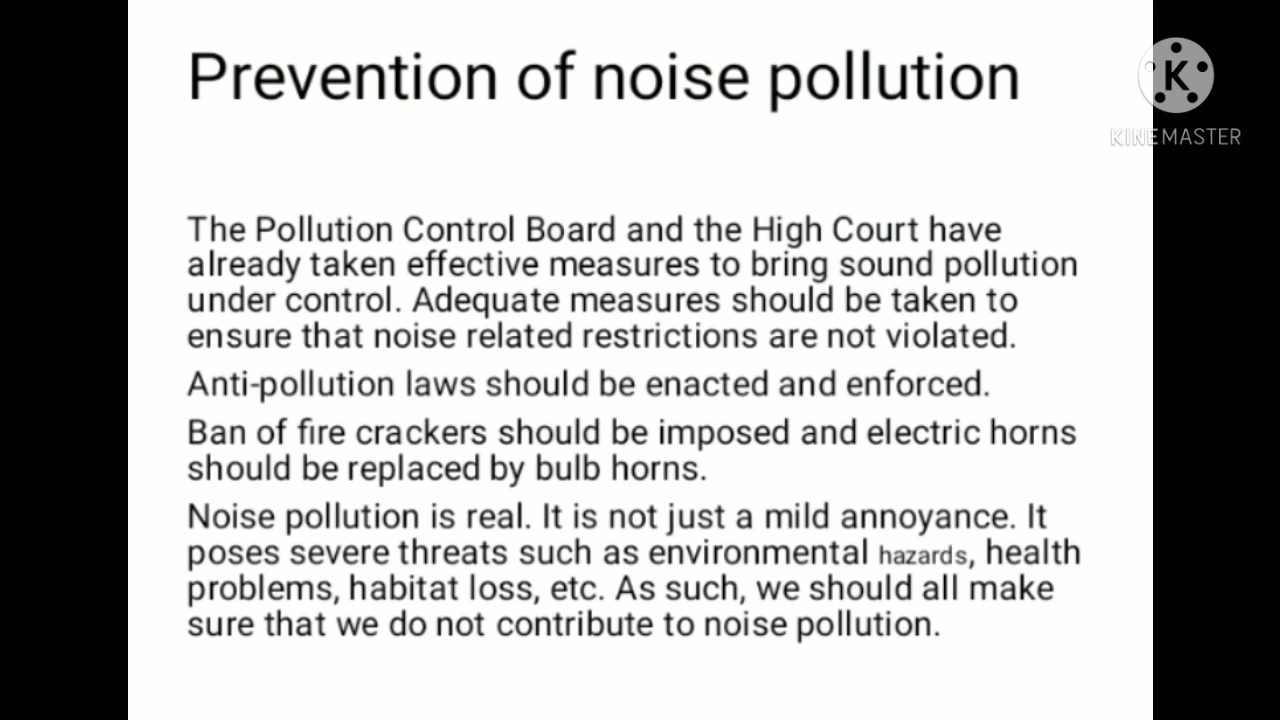 Prevention of noise pollution
KINEMASTER
The Pollution Control Board and the High Court have
already taken effective measures to bring sound pollution
under control. Adequate measures should be taken to
ensure that noise related restrictions are not violated.
Anti-pollution laws should be enacted and enforced.
Ban of fire crackers should be imposed and electric horns
should be replaced by bulb horns.
Noise pollution is real. It is not just a mild annoyance. It
poses severe threats such as environmental hazards, health
problems, habitat loss, etc. As such, we should all make
sure that we do not contribute to noise pollution.